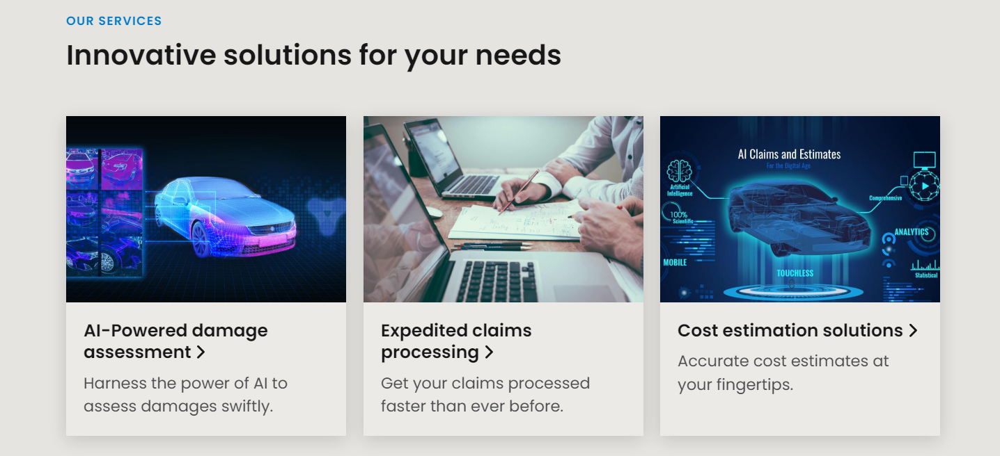 OUR SERVICES
Innovative solutions for your needs
AI-Powered damage
assessment
Harness the power of AI to
assess damages swiftly.
Expedited claims
processing
Get your claims processed
faster than ever before.
AI Claims and Estimates
For the Digital Age
Artificial
Intelligence
Comprehensive
100%
Scientific
ANALYTICS
MOBILE
TOUCHLESS
Statistical
Cost estimation solutions
Accurate cost estimates at
your fingertips.